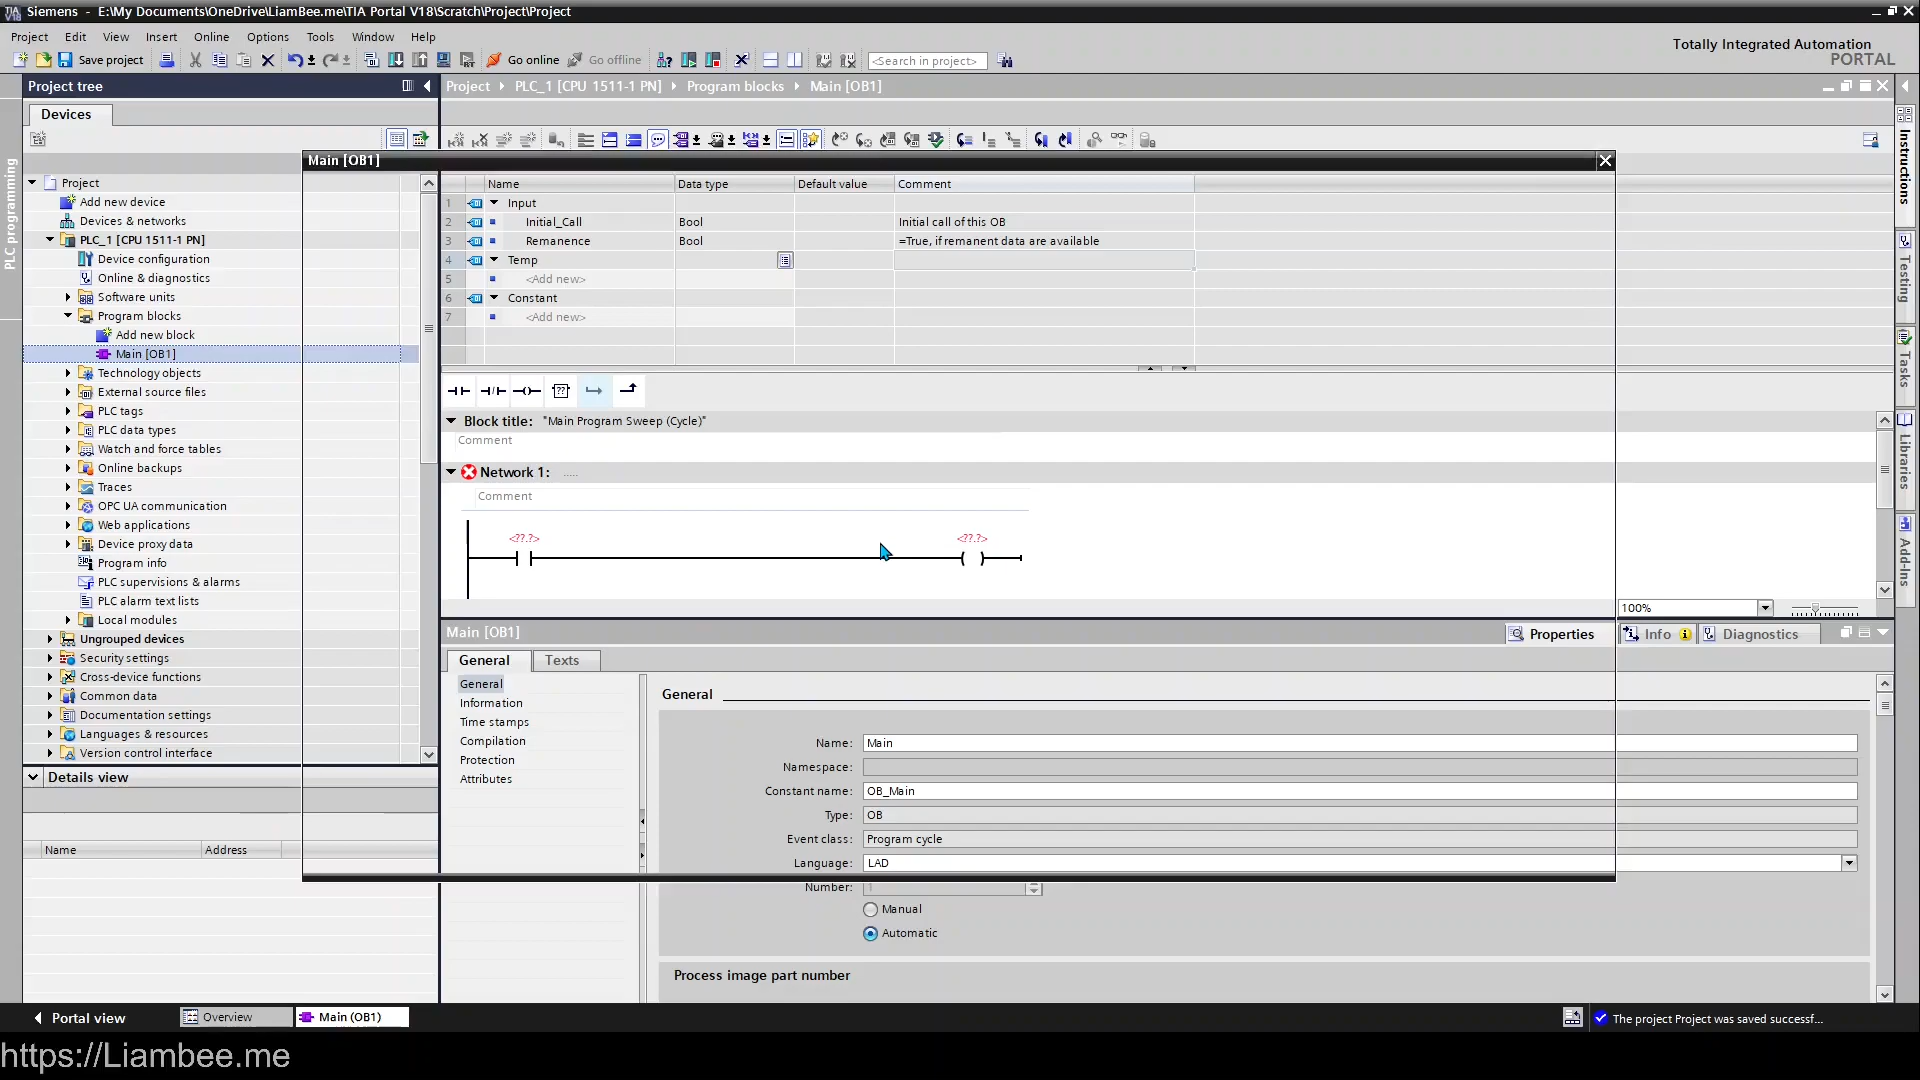 Siemens - E:\My Documents\OneDrive\LiamBee.me\TIA Portal V18\Scratch\Project\Project
Project Edit View Insert Online Options Tools Window Help
Totally Integrated Automation
PORTAL
Save project Go online Go offline <Search in project>
Project tree
Project PLC_1 [CPU 1511-1 PN] Program blocks Main [OB1]
Devices
PLC programming
Main [OB1]
Project
Add new device
Devices & networks
PLC_1 [CPU 1511-1 PN]
Device configuration
Online & diagnostics
Software units
Program blocks
Add new block
Main [OB1]
Technology objects
External source files
PLC tags
PLC data types
Watch and force tables
Online backups
Traces
OPC UA communication
Web applications
Device proxy data
Program info
PLC supervisions & alarms
PLC alarm text lists
Local modules
Ungrouped devices
Security settings
Cross-device functions
Common data
Documentation settings
Languages & resources
Version control interface
Details view
Name Address
Name Data type Default value Comment
1 Input
2 Initial_Call Bool Initial call of this OB
3 Remanence Bool =True, if remanent data are available
4 Temp
5 <Add new>
6 Constant
7 <Add new>
??
Block title: "Main Program Sweep (Cycle)"
Comment
Network 1: .....
Comment
<??.?> <??.?>
100%
Main [OB1]
Properties Info Diagnostics
General Texts
General
Information
Time stamps
Compilation
Protection
Attributes
General
Name: Main
Namespace:
Constant name: OB_Main
Type: OB
Event class: Program cycle
Language: LAD
Number: 1
Manual
Automatic
Process image part number
Instructions
Testing
Tasks
Libraries
Add-Ins
Portal view Overview Main (OB1) The project Project was saved successf...
https://Liambee.me